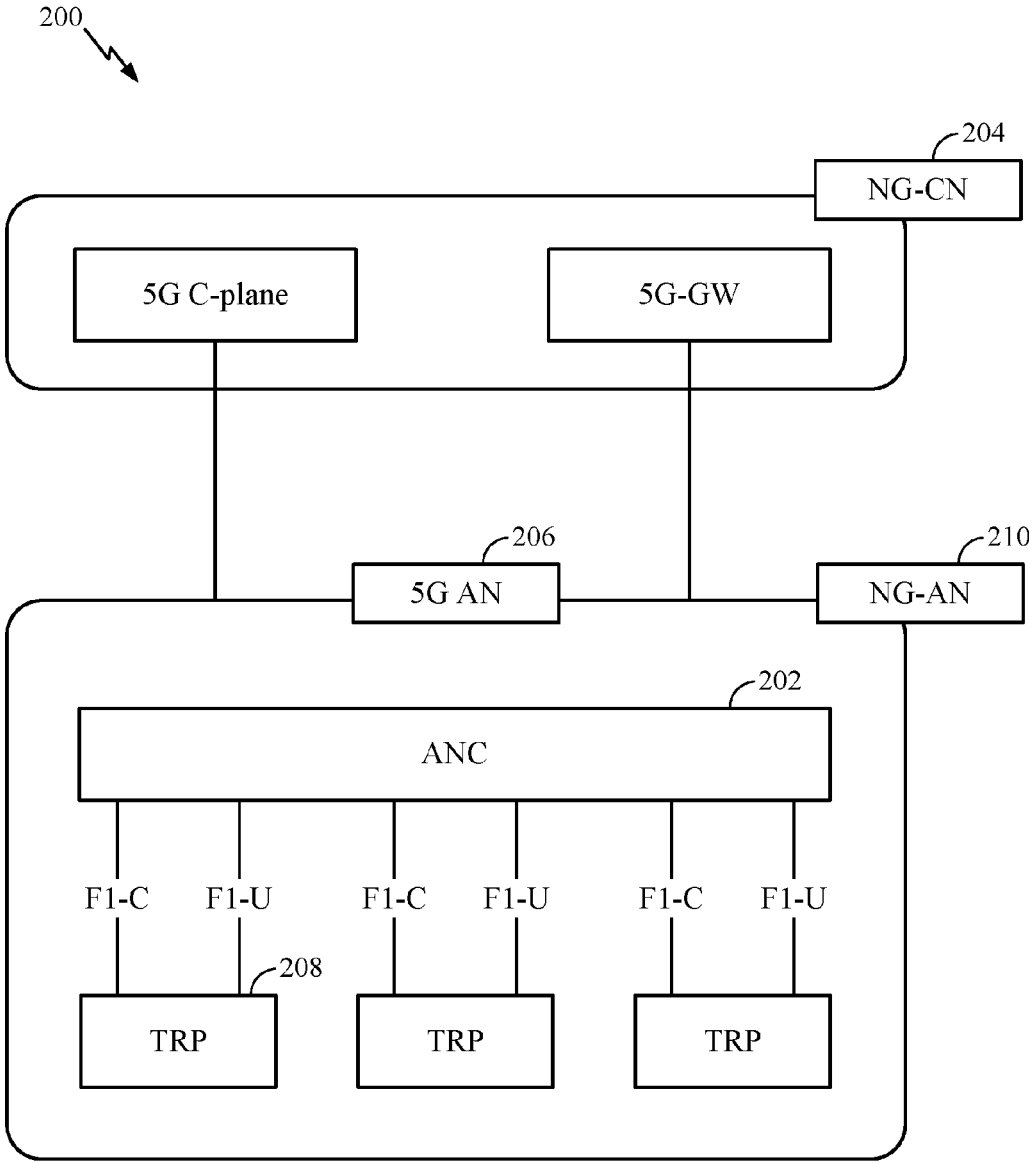 200
204
NG-CN
5G C-plane
5G-GW
206
210
5G AN
NG-AN
202
ANC
F1-C
F1-U
F1-C
F1-U
F1-C
F1-U
208
TRP
TRP
TRP